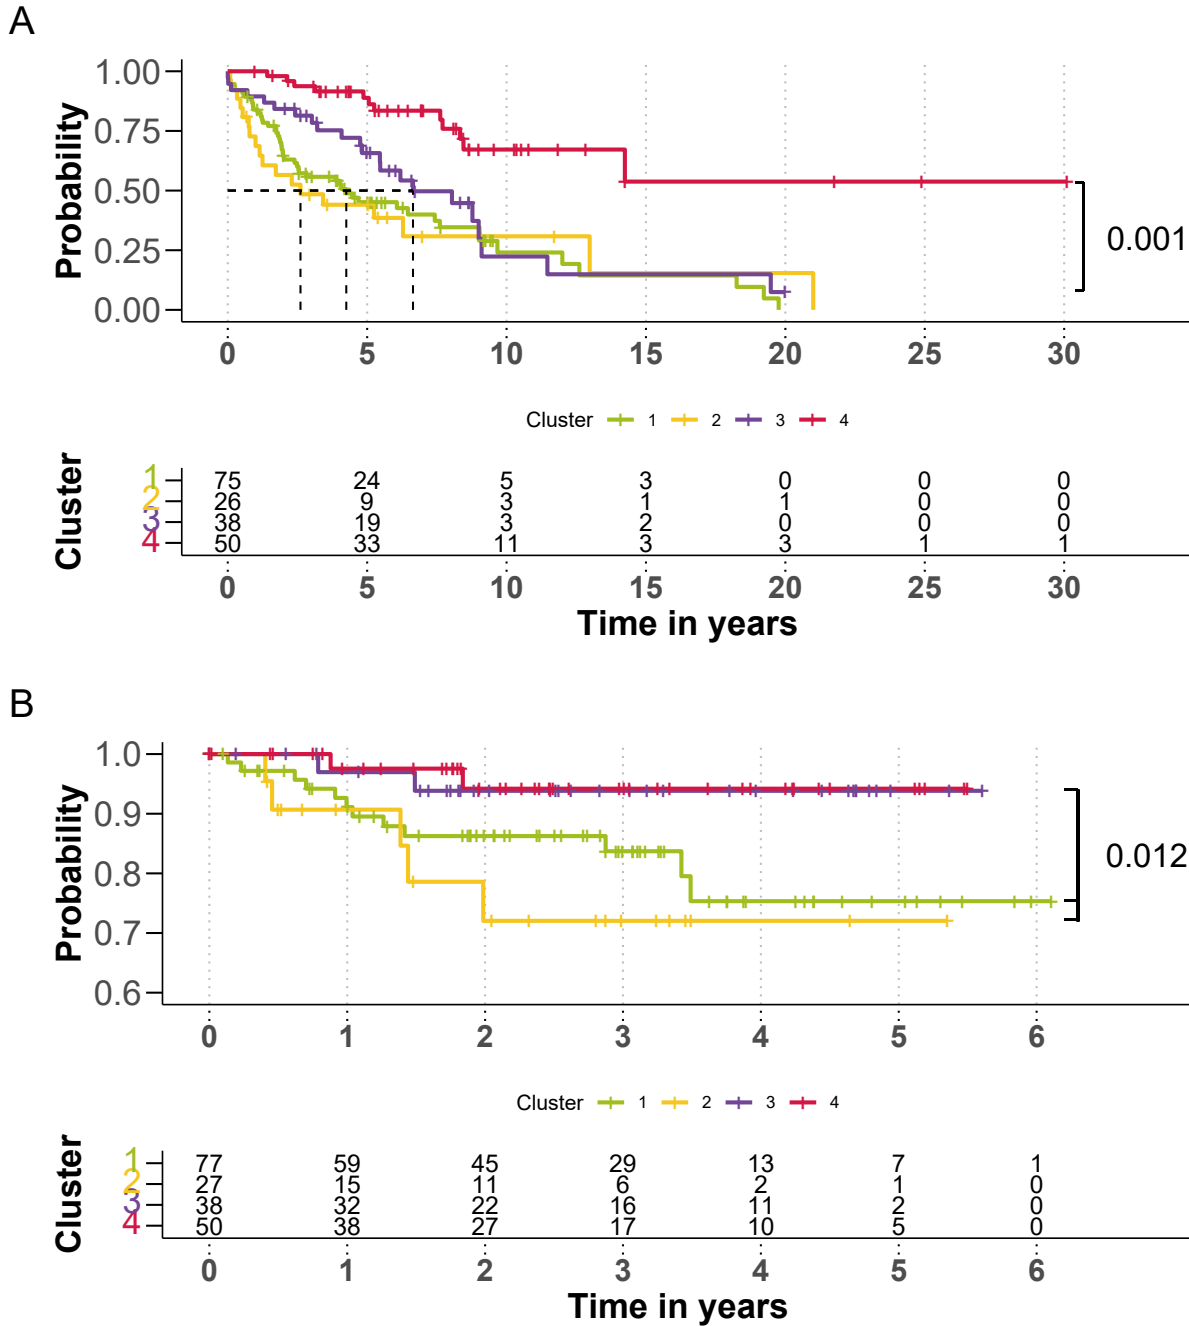 A
Probability
1.00
0.75
0.50
0.25
0.00
0.001
0 5 10 15 20 25 30
Cluster 1 2 3 4
Cluster
1 75 24 5 3 0 0 0
2 26 9 3 1 1 0 0
3 38 19 3 2 0 0 0
4 50 33 11 3 3 1 1
0 5 10 15 20 25 30
Time in years
B
Probability
1.0
0.9
0.8
0.7
0.6
0.012
0 1 2 3 4 5 6
Cluster 1 2 3 4
Cluster
1 77 59 45 29 13 7 1
2 27 15 11 6 2 1 0
3 38 32 22 16 11 2 0
4 50 38 27 17 10 5 0
0 1 2 3 4 5 6
Time in years